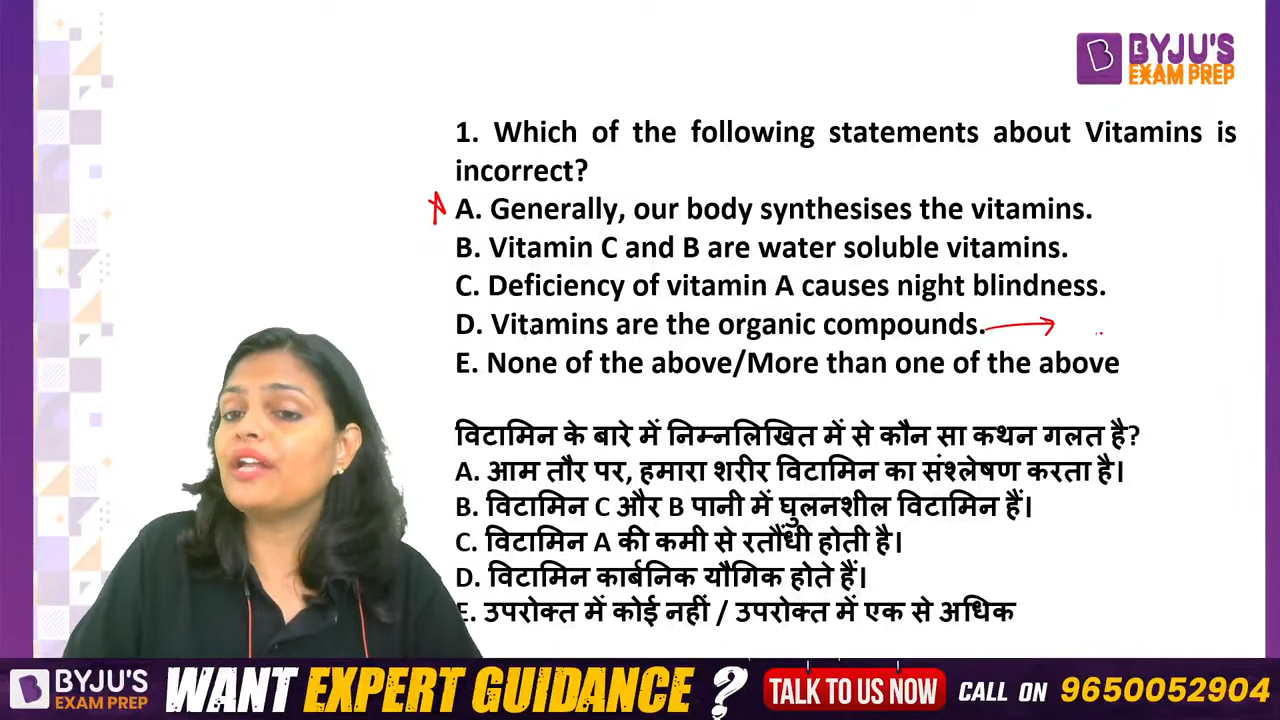 BYJU'S
EXAM PREP
1. Which of the following statements about Vitamins is
incorrect?
A. Generally, our body synthesises the vitamins.
B. Vitamin C and B are water soluble vitamins.
C. Deficiency of vitamin A causes night blindness.
D. Vitamins are the organic compounds.
E. None of the above/More than one of the above
विटामिन के बारे में निम्नलिखित में से कौन सा कथन गलत है?
A. आम तौर पर, हमारा शरीर विटामिन का संश्लेषण करता है।
B. विटामिन C और B पानी में घुलनशील विटामिन हैं।
C. विटामिन A की कमी से रतौंधी होती है।
D. विटामिन कार्बनिक यौगिक होते हैं।
E. उपरोक्त में कोई नहीं / उपरोक्त में एक से अधिक
BYJU'S
EXAM PREP
WANT EXPERT GUIDANCE ?
TALK TO US NOW
CALL ON 9650052904